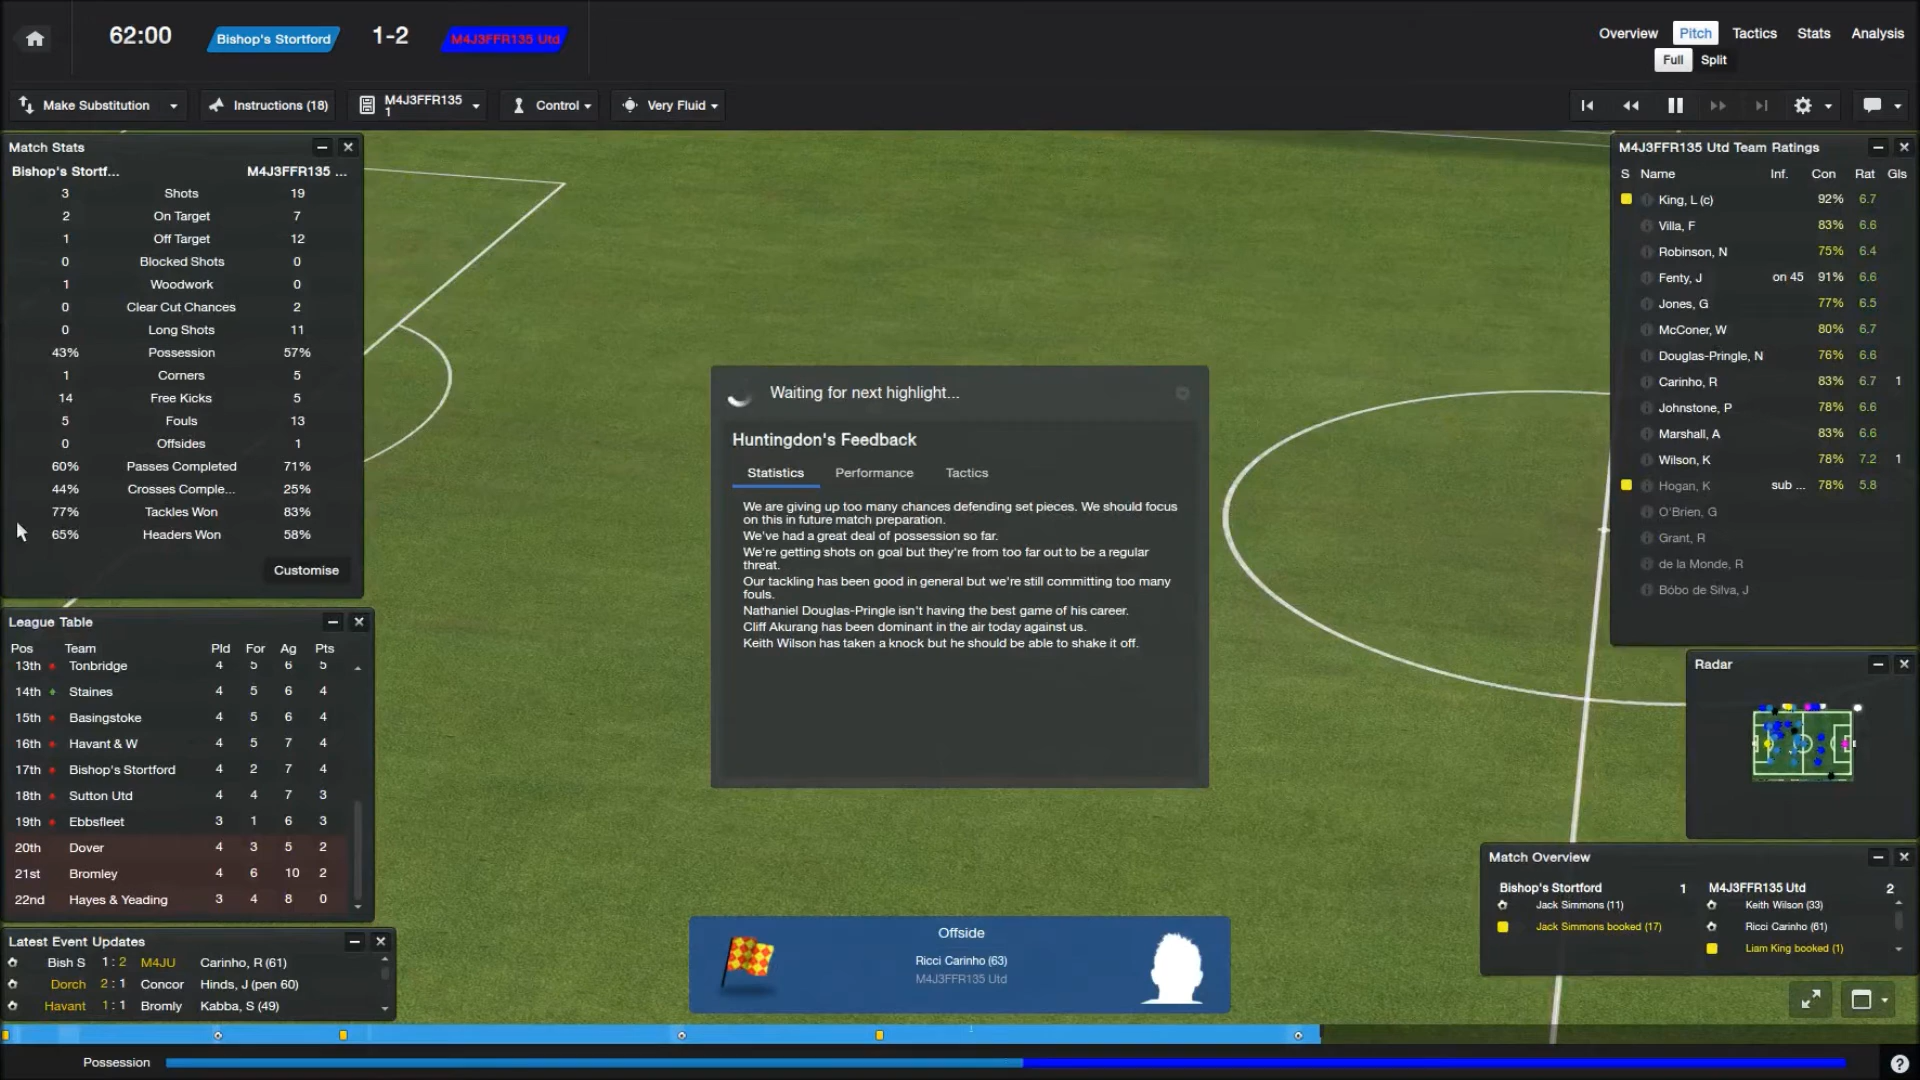 62:00 Bishop's Stortford 1-2 M4J3FFR135 Utd
Overview Pitch Tactics Stats Analysis
Full Split
Make Substitution Instructions (18) M4J3FFR135 1 Control Very Fluid
Match Stats
Bishop's Stortf... M4J3FFR135 ...
3 Shots 19
2 On Target 7
1 Off Target 12
0 Blocked Shots 0
1 Woodwork 0
0 Clear Cut Chances 2
0 Long Shots 11
43% Possession 57%
1 Corners 5
14 Free Kicks 5
5 Fouls 13
0 Offsides 1
60% Passes Completed 71%
44% Crosses Comple... 25%
77% Tackles Won 83%
65% Headers Won 58%
Customise
League Table
Pos Team Pld For Ag Pts
13th Tonbridge 4 5 6 5
14th Staines 4 5 6 4
15th Basingstoke 4 5 6 4
16th Havant & W 4 5 7 4
17th Bishop's Stortford 4 2 7 4
18th Sutton Utd 4 4 7 3
19th Ebbsfleet 3 1 6 3
20th Dover 4 3 5 2
21st Bromley 4 6 10 2
22nd Hayes & Yeading 3 4 8 0
Latest Event Updates
Bish S 1 : 2 M4JU Carinho, R (61)
Dorch 2 : 1 Concor Hinds, J (pen 60)
Havant 1 : 1 Bromly Kabba, S (49)
Waiting for next highlight...
Huntingdon's Feedback
Statistics Performance Tactics
We are giving up too many chances defending set pieces. We should focus
on this in future match preparation.
We've had a great deal of possession so far.
We're getting shots on goal but they're from too far out to be a regular
threat.
Our tackling has been good in general but we're still committing too many
fouls.
Nathaniel Douglas-Pringle isn't having the best game of his career.
Cliff Akurang has been dominant in the air today against us.
Keith Wilson has taken a knock but he should be able to shake it off.
Offside
Ricci Carinho (63)
M4J3FFR135 Utd
M4J3FFR135 Utd Team Ratings
S Name Inf. Con Rat Gls
King, L (c) 92% 6.7
Villa, F 83% 6.6
Robinson, N 75% 6.4
Fenty, J on 45 91% 6.6
Jones, G 77% 6.5
McConer, W 80% 6.7
Douglas-Pringle, N 76% 6.6
Carinho, R 83% 6.7 1
Johnstone, P 78% 6.6
Marshall, A 83% 6.6
Wilson, K 78% 7.2 1
Hogan, K sub ... 78% 5.8
O'Brien, G
Grant, R
de la Monde, R
Bóbo de Silva, J
Radar
Match Overview
Bishop's Stortford 1 M4J3FFR135 Utd 2
Jack Simmons (11) Keith Wilson (33)
Jack Simmons booked (17) Ricci Carinho (61)
Liam King booked (1)
Possession
?